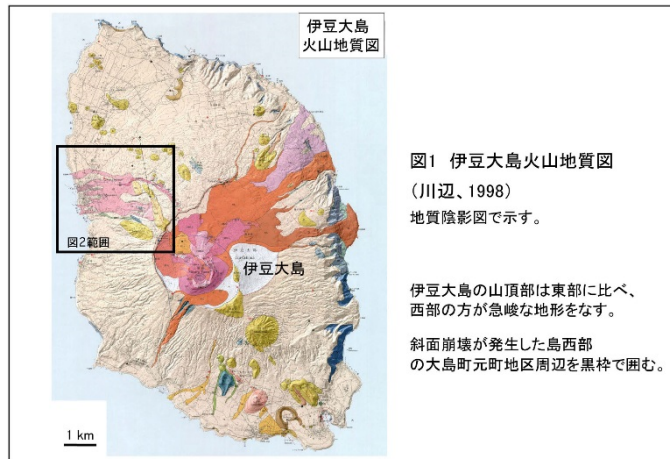 伊豆大島
火山地質図
図2範囲
伊豆大島
1 km
図1 伊豆大島火山地質図
(川辺、1998)
地質陰影図で示す。
伊豆大島の山頂部は東部に比べ、
西部の方が急峻な地形をなす。
斜面崩壊が発生した島西部
の大島町元町地区周辺を黒枠で囲む。